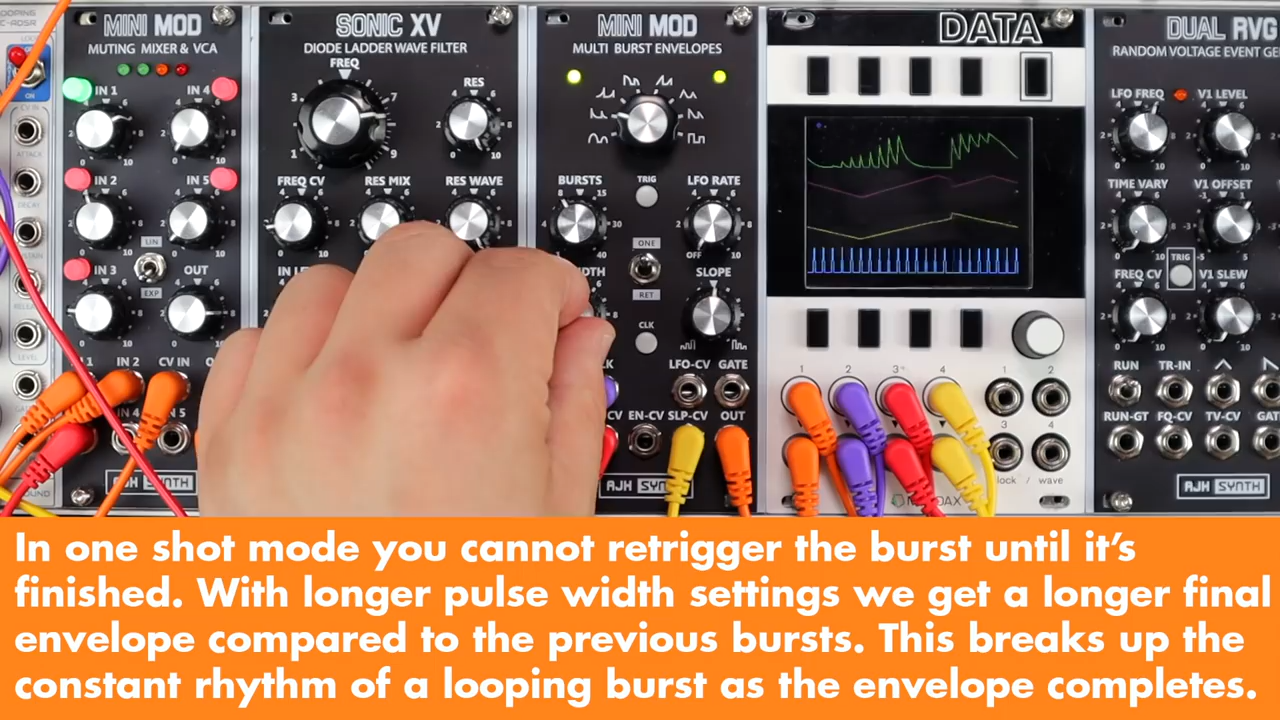 MINI MOD
MUTING MIXER & VCA
SONIC XV
DIODE LADDER WAVE FILTER
MINI MOD
MULTI BURST ENVELOPES
DATA
DUAL RVG
RANDOM VOLTAGE EVENT GE
IN 1
IN 4
IN 2
IN 5
LIN
EXP
IN 3
OUT
IN 2
CV IN
FREQ
RES
FREQ CV
RES MIX
RES WAVE
BURSTS
TRIG
LFO RATE
OFF
ONE
RET
SLOPE
CLK
LFO-CV
GATE
EN-CV
SLP-CV
OUT
LFO FREQ
V1 LEVEL
TIME VARY
V1 OFFSET
TRIG
FREQ CV
V1 SLEW
RUN
TR-IN
RUN-GT
FQ-CV
TV-CV
AJH SYNTH
In one shot mode you cannot retrigger the burst until it’s
finished. With longer pulse width settings we get a longer final
envelope compared to the previous bursts. This breaks up the
constant rhythm of a looping burst as the envelope completes.